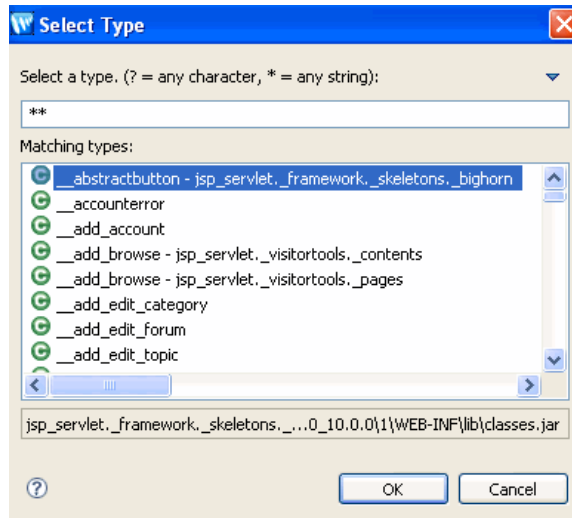 Select Type
Select a type. (? = any character, * = any string):
**
Matching types:
__abstractbutton - jsp_servlet._framework._skeletons._bighorn
__accounterror
__add_account
__add_browse - jsp_servlet._visitortools._contents
__add_browse - jsp_servlet._visitortools._pages
__add_edit_category
__add_edit_forum
__add_edit_topic
jsp_servlet._framework._skeletons._...0_10.0.0\1\WEB-INF\lib\classes.jar
OK Cancel